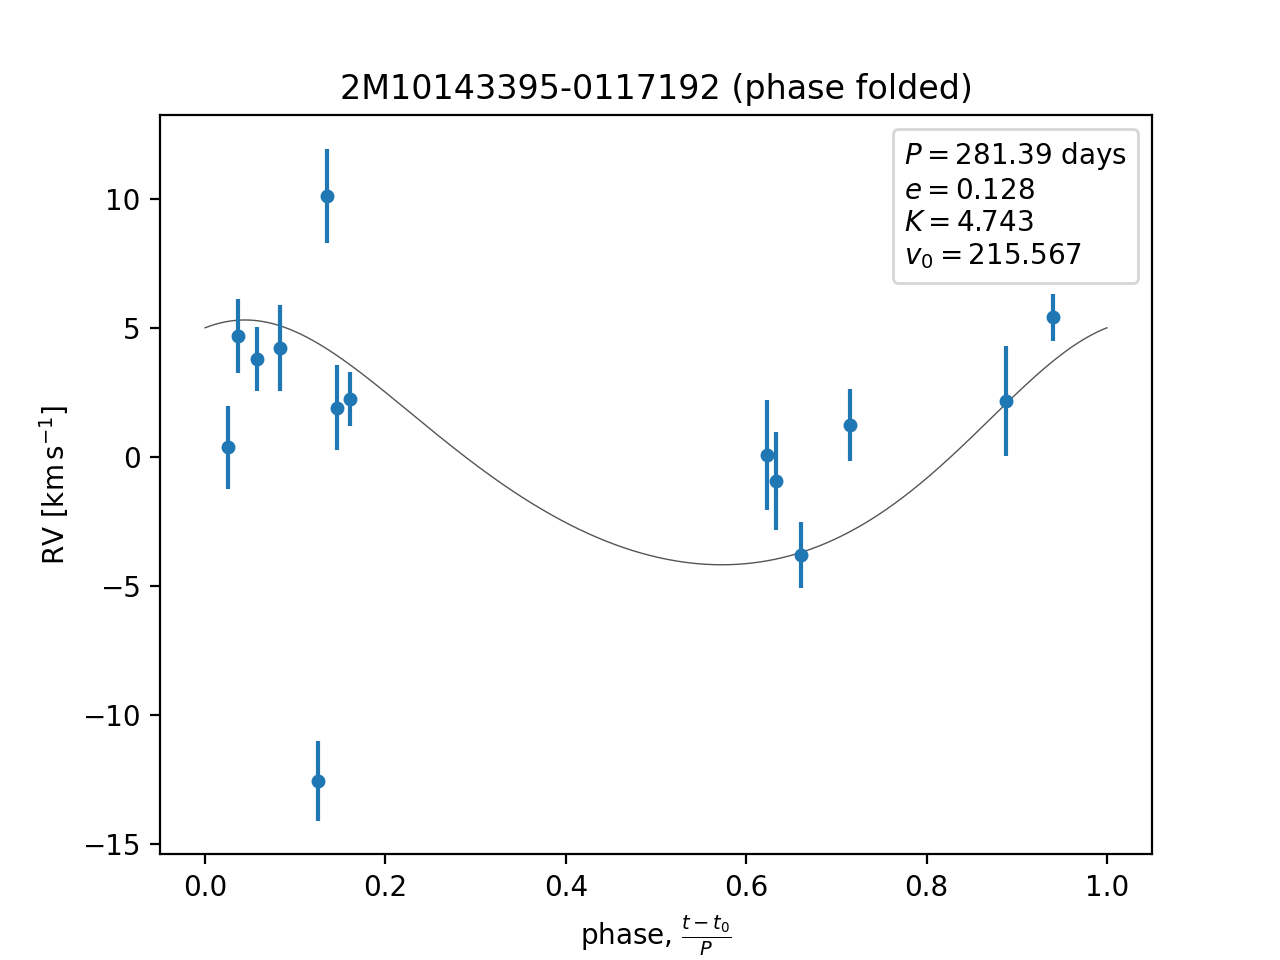 2M10143395-0117192 (phase folded)
P = 281.39 days
e = 0.128
K = 4.743
v₀ = 215.567
RV [km s⁻¹]
10
5
0
−5
−10
−15
0.0 0.2 0.4 0.6 0.8 1.0
phase, (t − t₀)/P